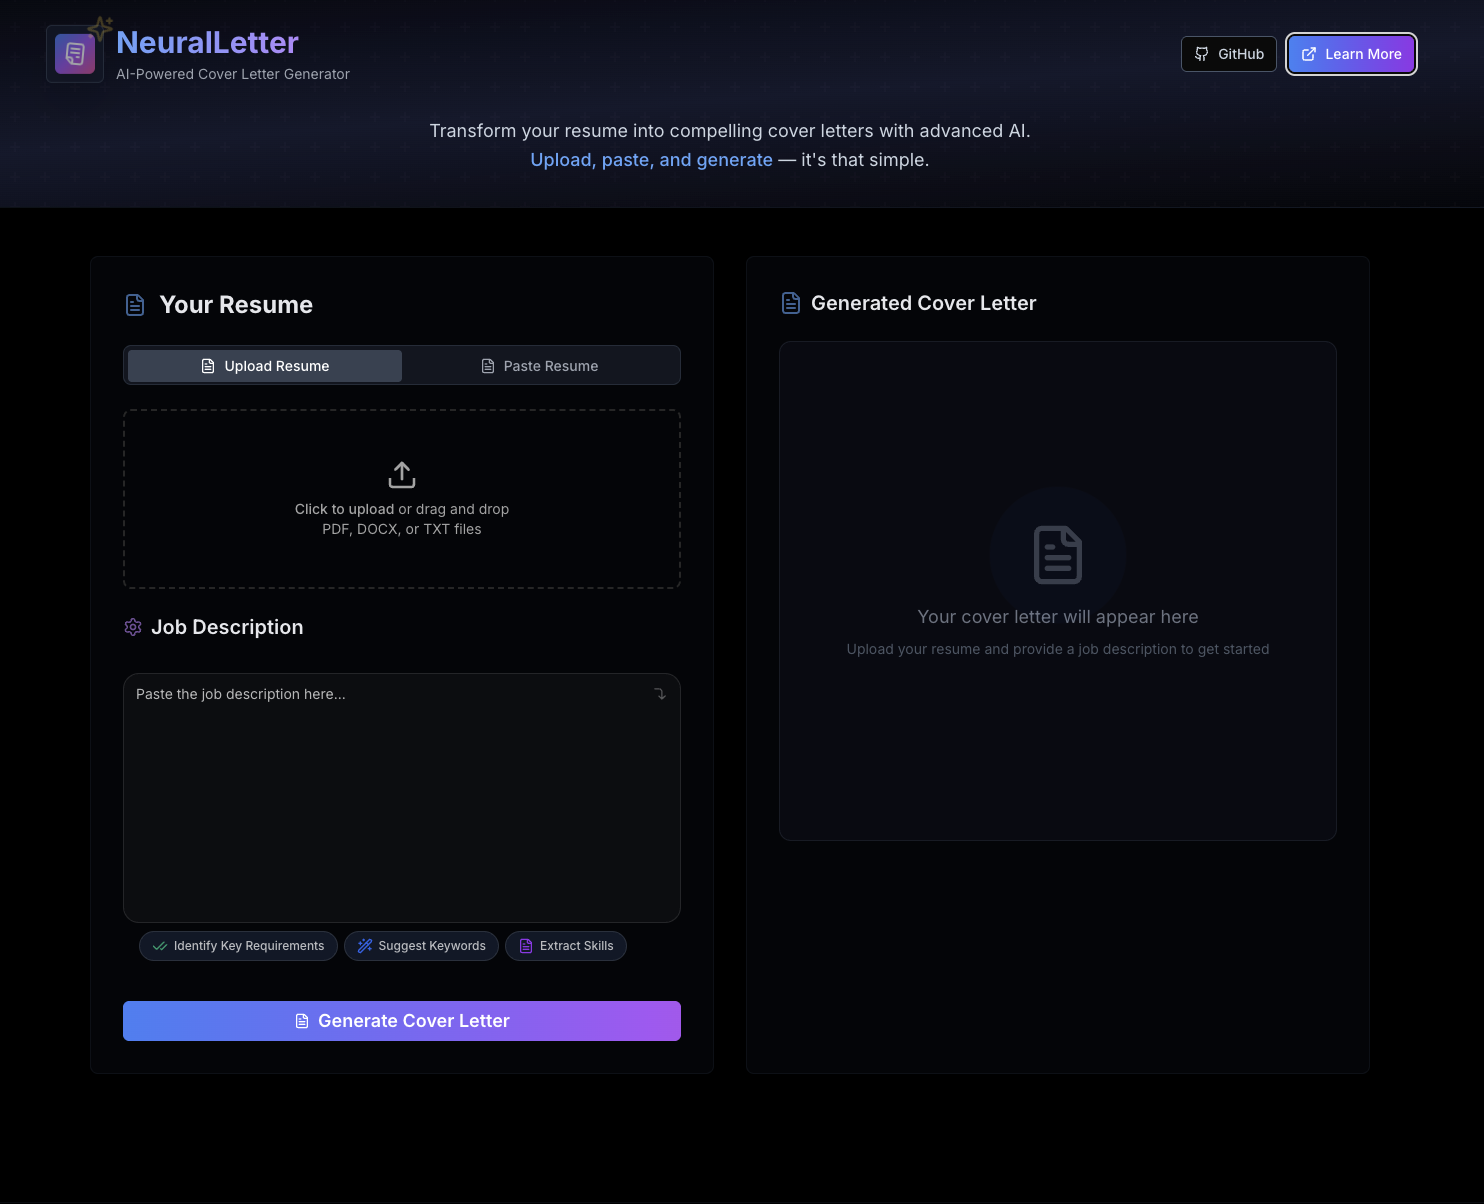 NeuralLetter
AI-Powered Cover Letter Generator
GitHub
Learn More
Transform your resume into compelling cover letters with advanced AI.
Upload, paste, and generate — it's that simple.
Your Resume
Upload Resume
Paste Resume
Click to upload or drag and drop
PDF, DOCX, or TXT files
Job Description
Paste the job description here...
Identify Key Requirements
Suggest Keywords
Extract Skills
Generate Cover Letter
Generated Cover Letter
Your cover letter will appear here
Upload your resume and provide a job description to get started